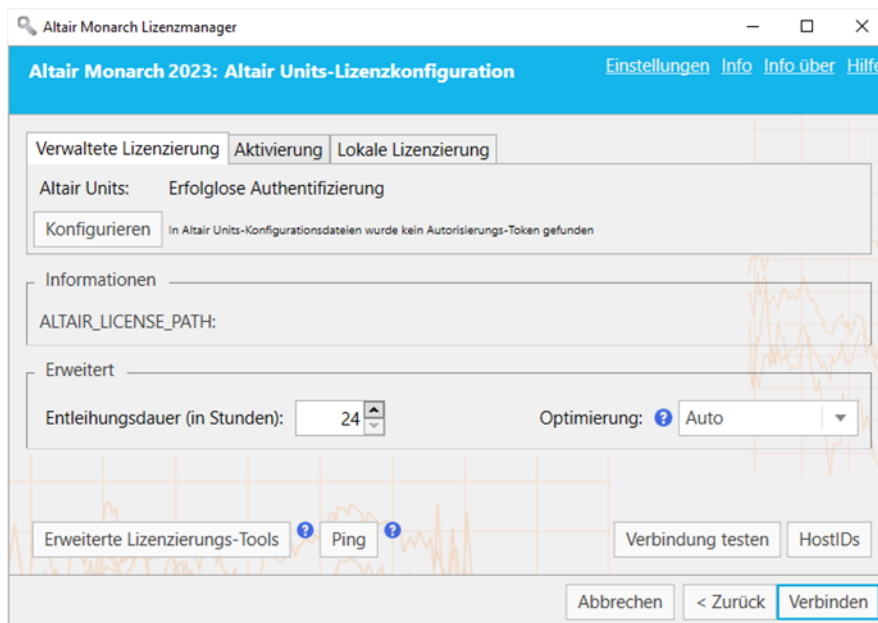 Altair Monarch Lizenzmanager
Altair Monarch 2023: Altair Units-Lizenzkonfiguration
Einstellungen Info Info über Hilfe
Verwaltete Lizenzierung Aktivierung Lokale Lizenzierung
Altair Units: Erfolglose Authentifizierung
Konfigurieren In Altair Units-Konfigurationsdateien wurde kein Autorisierungs-Token gefunden
Informationen
ALTAIR_LICENSE_PATH:
Erweitert
Entleihungsdauer (in Stunden): 24 Optimierung: ? Auto
Erweiterte Lizenzierungs-Tools ? Ping ? Verbindung testen HostIDs
Abbrechen < Zurück Verbinden